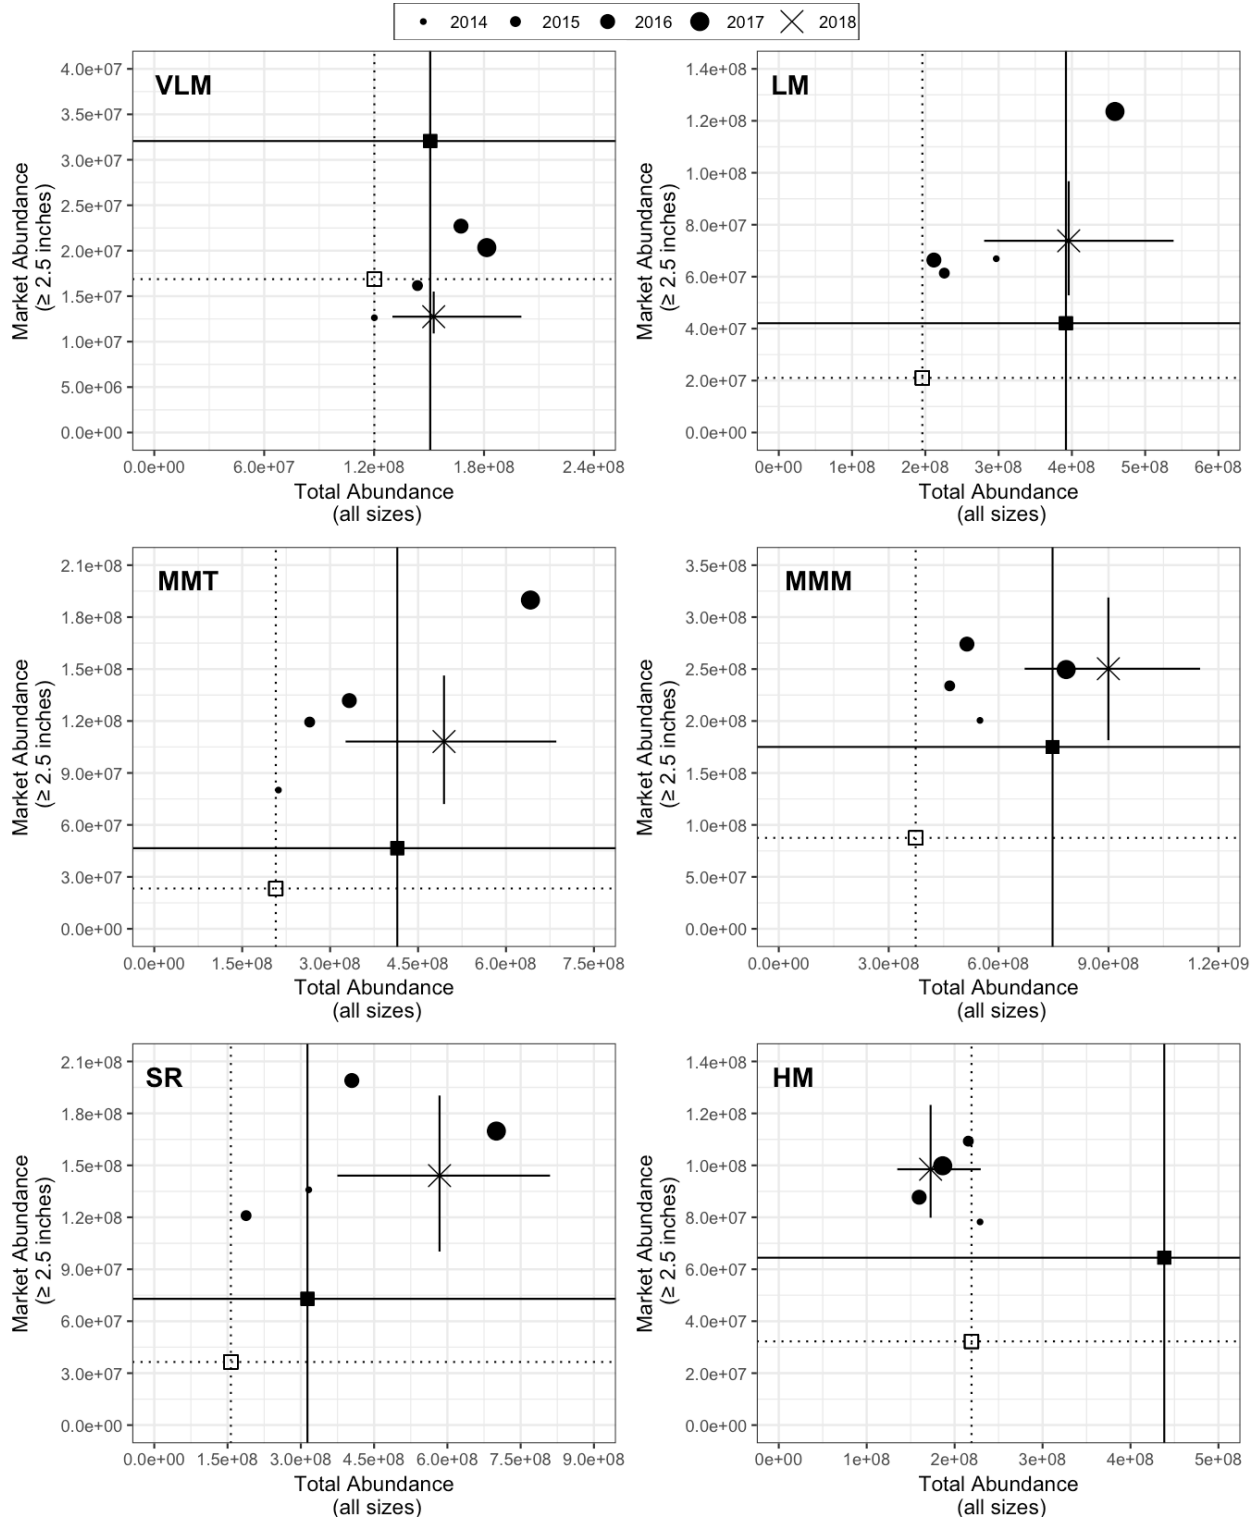 2014 2015 2016 2017 2018
VLM
4.0e+07
3.5e+07
3.0e+07
2.5e+07
2.0e+07
1.5e+07
1.0e+07
5.0e+06
0.0e+00
Market Abundance
(≥ 2.5 inches)
0.0e+00 6.0e+07 1.2e+08 1.8e+08 2.4e+08
Total Abundance
(all sizes)
LM
1.4e+08
1.2e+08
1.0e+08
8.0e+07
6.0e+07
4.0e+07
2.0e+07
0.0e+00
Market Abundance
(≥ 2.5 inches)
0e+00 1e+08 2e+08 3e+08 4e+08 5e+08 6e+08
Total Abundance
(all sizes)
MMT
2.1e+08
1.8e+08
1.5e+08
1.2e+08
9.0e+07
6.0e+07
3.0e+07
0.0e+00
Market Abundance
(≥ 2.5 inches)
0.0e+00 1.5e+08 3.0e+08 4.5e+08 6.0e+08 7.5e+08
Total Abundance
(all sizes)
MMM
3.5e+08
3.0e+08
2.5e+08
2.0e+08
1.5e+08
1.0e+08
5.0e+07
0.0e+00
Market Abundance
(≥ 2.5 inches)
0.0e+00 3.0e+08 6.0e+08 9.0e+08 1.2e+09
Total Abundance
(all sizes)
SR
2.1e+08
1.8e+08
1.5e+08
1.2e+08
9.0e+07
6.0e+07
3.0e+07
0.0e+00
Market Abundance
(≥ 2.5 inches)
0.0e+00 1.5e+08 3.0e+08 4.5e+08 6.0e+08 7.5e+08 9.0e+08
Total Abundance
(all sizes)
HM
1.4e+08
1.2e+08
1.0e+08
8.0e+07
6.0e+07
4.0e+07
2.0e+07
0.0e+00
Market Abundance
(≥ 2.5 inches)
0e+00 1e+08 2e+08 3e+08 4e+08 5e+08
Total Abundance
(all sizes)